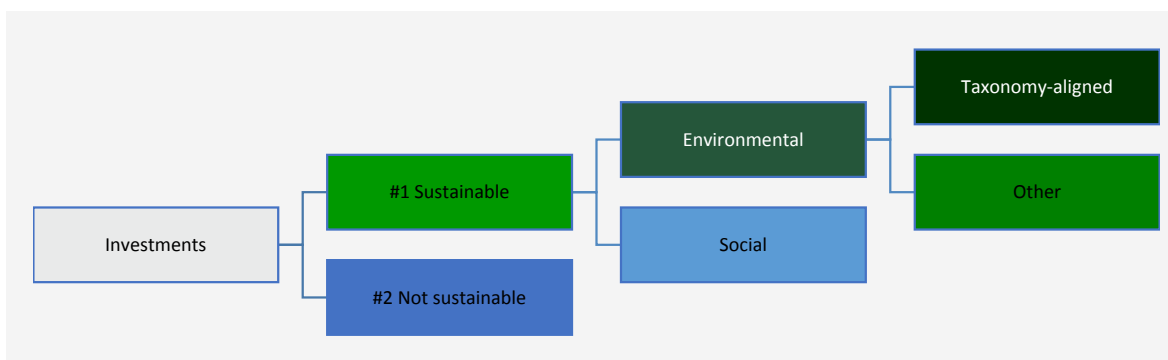 Taxonomy-aligned
Environmental
#1 Sustainable
Other
Investments
Social
#2 Not sustainable